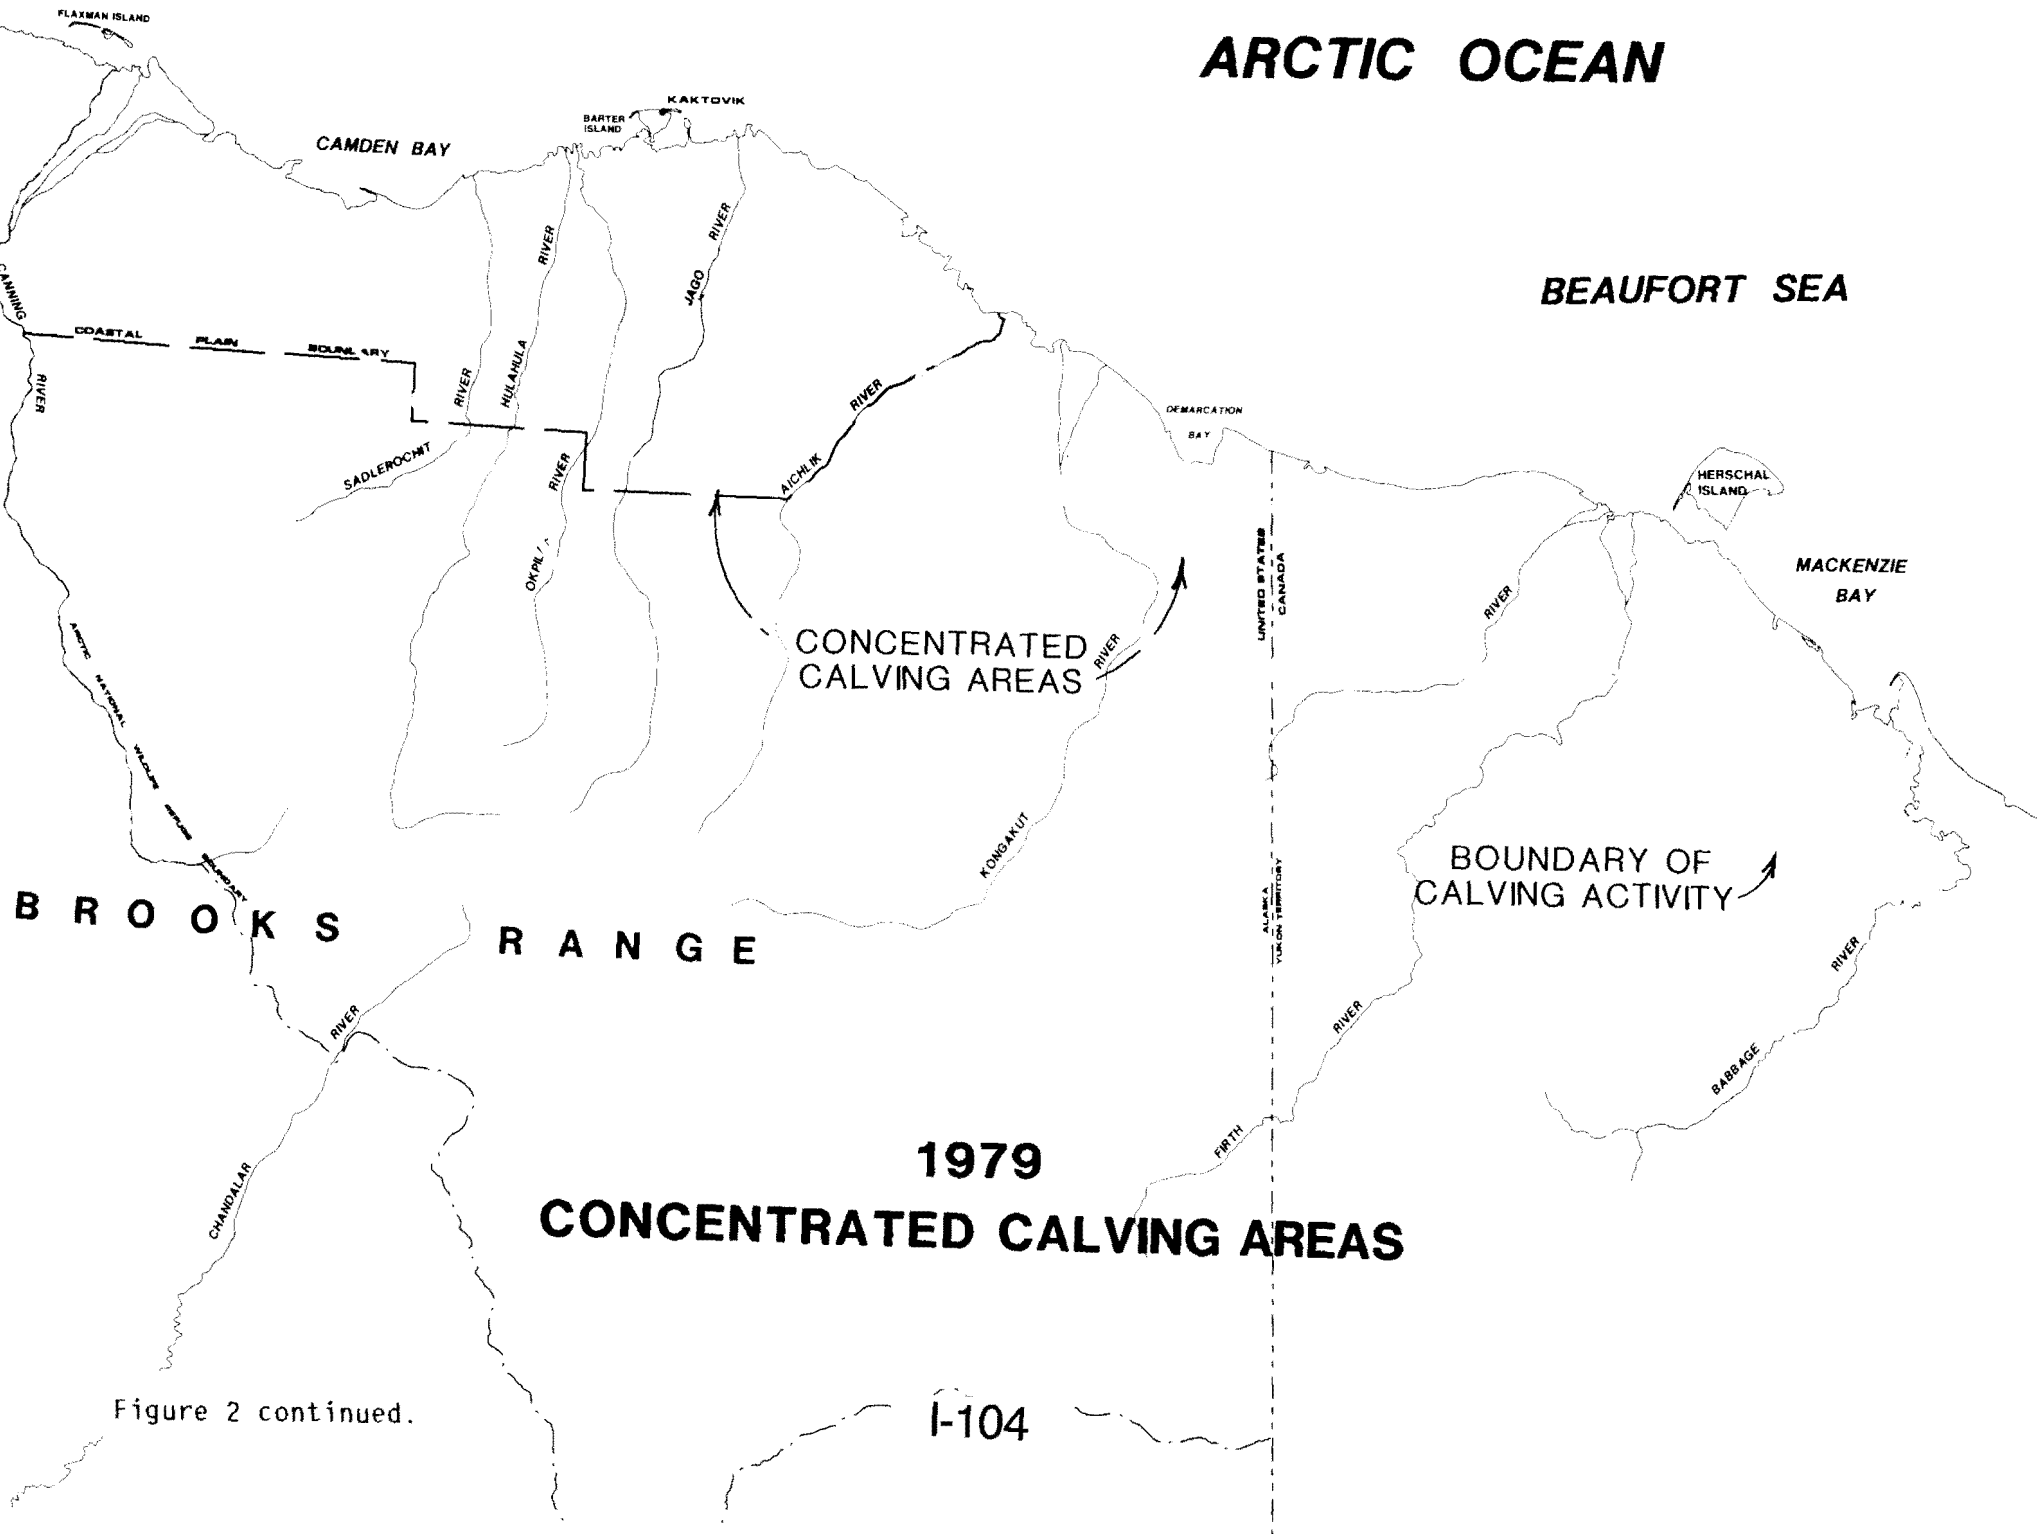 FLAXMAN ISLAND
ARCTIC OCEAN
KAKTOVIK
BARTER
ISLAND
CAMDEN BAY
BEAUFORT SEA
CANNING
RIVER
COASTAL PLAIN BOUNDARY
SADLEROCHIT
RIVER
HULAHULA
RIVER
RIVER
JAGO
RIVER
AICHLIK
RIVER
DEMARCATION
BAY
HERSCHAL
ISLAND
MACKENZIE
BAY
UNITED STATES
CANADA
RIVER
CONCENTRATED
CALVING AREAS
KONGAKUT
RIVER
ARCTIC NATIONAL WILDLIFE REFUGE BOUNDARY
BOUNDARY OF
CALVING ACTIVITY
ALASKA
YUKON TERRITORY
BROOKS RANGE
CHANDALAR
RIVER
FIRTH
RIVER
BABBAGE
RIVER
1979
CONCENTRATED CALVING AREAS
Figure 2 continued.
I-104